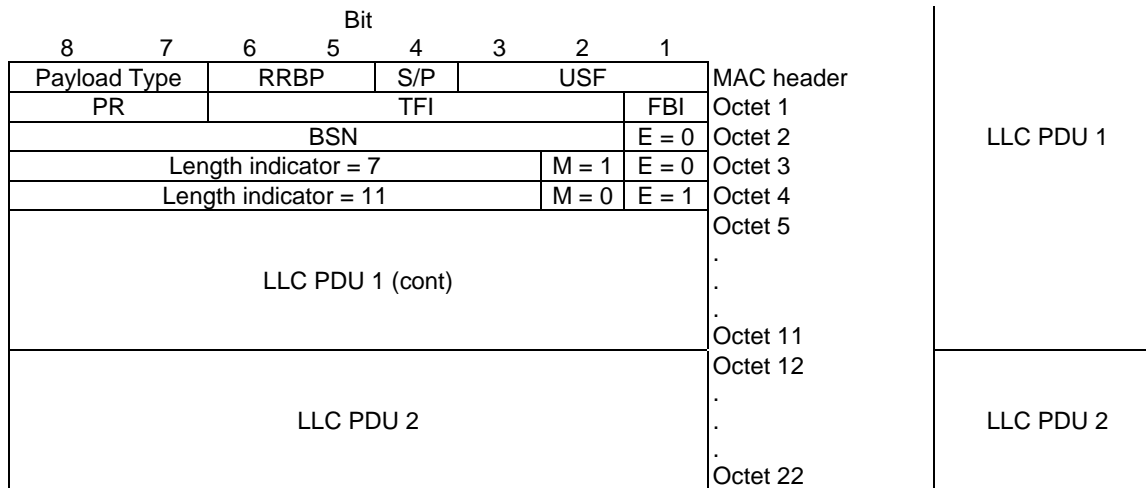 Bit
8 7 6 5 4 3 2 1
Payload Type RRBP S/P USF MAC header
PR TFI FBI Octet 1
BSN E = 0 Octet 2 LLC PDU 1
Length indicator = 7 M = 1 E = 0 Octet 3
Length indicator = 11 M = 0 E = 1 Octet 4
Octet 5
.
LLC PDU 1 (cont) .
.
Octet 11
Octet 12
.
LLC PDU 2 . LLC PDU 2
.
Octet 22